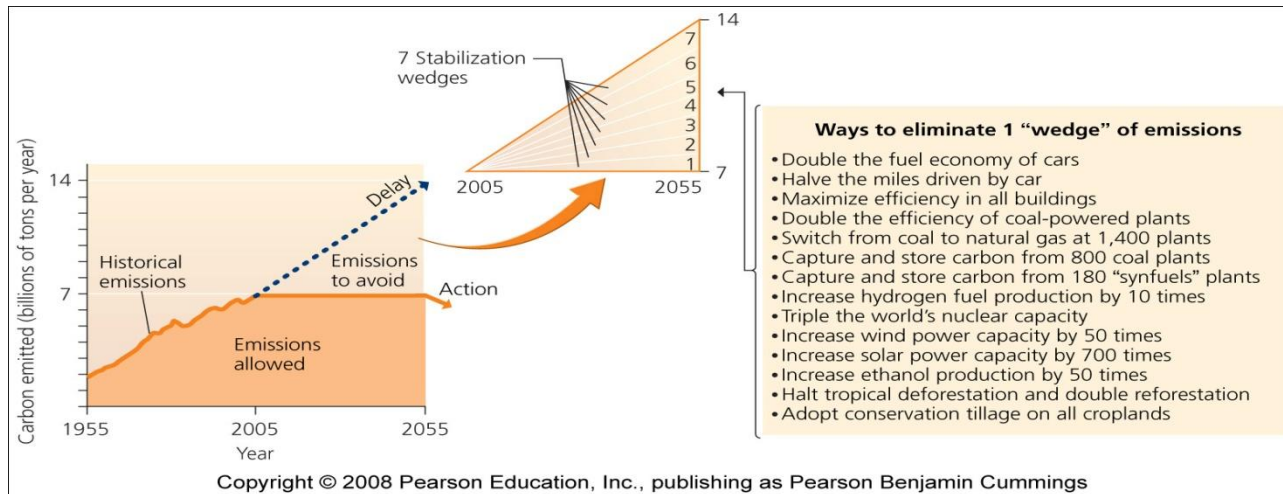 Carbon emitted (billions of tons per year)
14
7
Historical
emissions
Delay
Emissions
to avoid
Action
Emissions
allowed
1955
2005
2055
Year
7 Stabilization
wedges
14
7
6
5
4
3
2
1
7
2005
2055
Ways to eliminate 1 “wedge” of emissions
•Double the fuel economy of cars
•Halve the miles driven by car
•Maximize efficiency in all buildings
•Double the efficiency of coal-powered plants
•Switch from coal to natural gas at 1,400 plants
•Capture and store carbon from 800 coal plants
•Capture and store carbon from 180 “synfuels” plants
•Increase hydrogen fuel production by 10 times
•Triple the world’s nuclear capacity
•Increase wind power capacity by 50 times
•Increase solar power capacity by 700 times
•Increase ethanol production by 50 times
•Halt tropical deforestation and double reforestation
•Adopt conservation tillage on all croplands
Copyright © 2008 Pearson Education, Inc., publishing as Pearson Benjamin Cummings